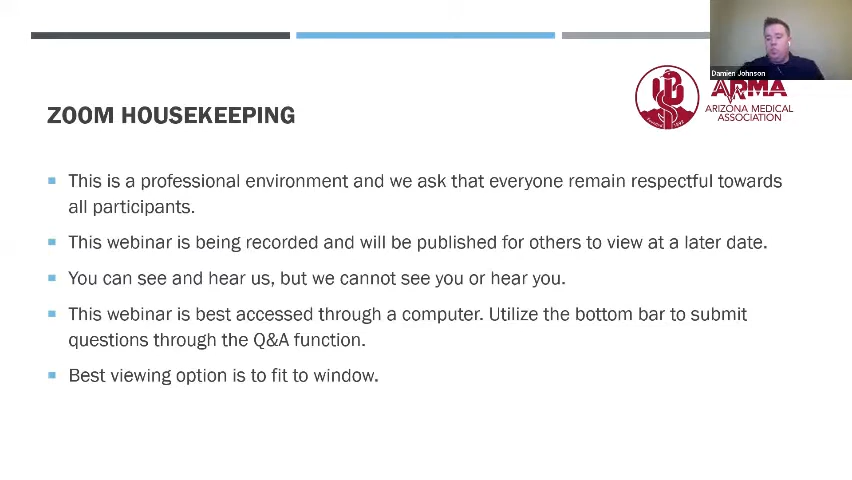 Damien Johnson
ARMA
ARIZONA MEDICAL
ASSOCIATION
ZOOM HOUSEKEEPING
This is a professional environment and we ask that everyone remain respectful towards
all participants.
This webinar is being recorded and will be published for others to view at a later date.
You can see and hear us, but we cannot see you or hear you.
This webinar is best accessed through a computer. Utilize the bottom bar to submit
questions through the Q&A function.
Best viewing option is to fit to window.